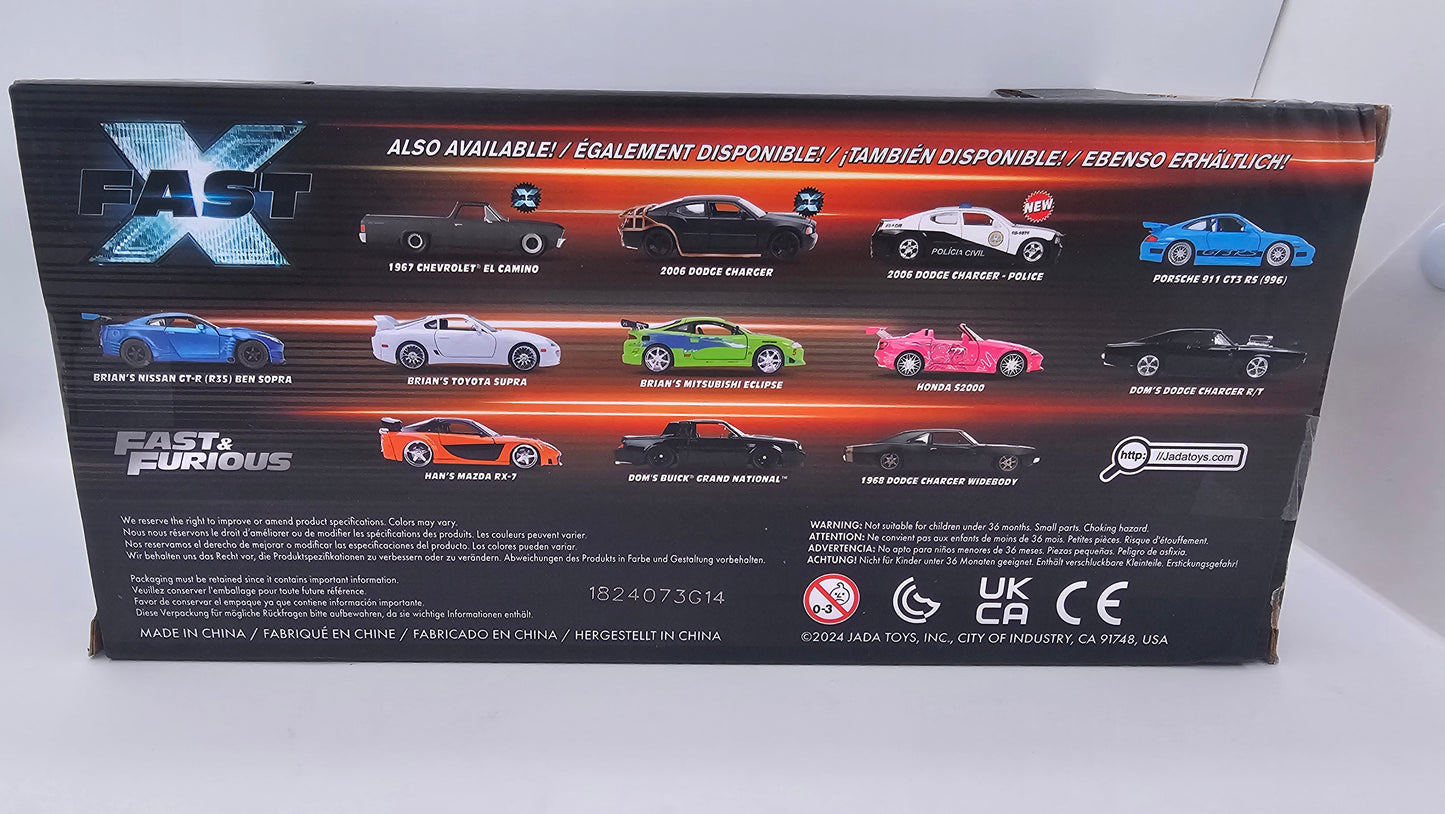 FAST X
ALSO AVAILABLE! / ÉGALEMENT DISPONIBLE! / ¡TAMBIÉN DISPONIBLE! / EBENSO ERHÄLTLICH!
NEW
POLÍCIA CIVIL
GT3 RS
1967 CHEVROLET® EL CAMINO
2006 DODGE CHARGER
2006 DODGE CHARGER - POLICE
PORSCHE 911 GT3 RS (996)
BRIAN'S NISSAN GT-R (R35) BEN SOPRA
BRIAN'S TOYOTA SUPRA
BRIAN'S MITSUBISHI ECLIPSE
HONDA S2000
DOM'S DODGE CHARGER R/T
FAST & FURIOUS
HAN'S MAZDA RX-7
DOM'S BUICK® GRAND NATIONAL™
1968 DODGE CHARGER WIDEBODY
http: //Jadatoys.com
We reserve the right to improve or amend product specifications. Colors may vary.
Nous nous réservons le droit d'améliorer ou de modifier les spécifications des produits. Les couleurs peuvent varier.
Nos reservamos el derecho de mejorar o modificar las especificaciones del producto. Los colores pueden variar.
Wir behalten uns das Recht vor, die Produktspezifikationen zu verbessern oder zu verändern. Abweichungen des Produkts in Farbe und Gestaltung vorbehalten.
Packaging must be retained since it contains important information.
Veuillez conserver l'emballage pour toute future référence.
Favor de conservar el empaque ya que contiene información importante.
Diese Verpackung für mögliche Rückfragen bitte aufbewahren, da sie wichtige Informationen enthält.
1824073G14
MADE IN CHINA / FABRIQUÉ EN CHINE / FABRICADO EN CHINA / HERGESTELLT IN CHINA
WARNING: Not suitable for children under 36 months. Small parts. Choking hazard.
ATTENTION: Ne convient pas aux enfants de moins de 36 mois. Petites pièces. Risque d'étouffement.
ADVERTENCIA: No apto para niños menores de 36 meses. Piezas pequeñas. Peligro de asfixia.
ACHTUNG! Nicht für Kinder unter 36 Monaten geeignet. Enthält verschluckbare Kleinteile. Erstickungsgefahr!
0-3
UK
CA
CE
©2024 JADA TOYS, INC., CITY OF INDUSTRY, CA 91748, USA